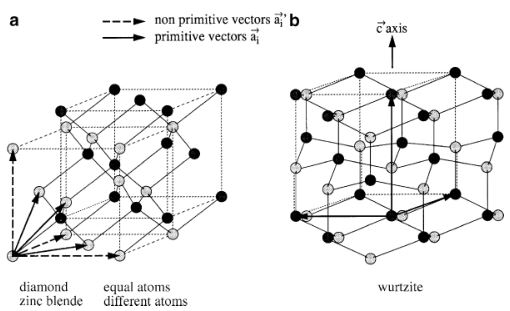 a
non primitive vectors a⃗ᵢ'
primitive vectors a⃗ᵢ
b
c⃗ axis
diamond equal atoms
zinc blende different atoms
wurtzite